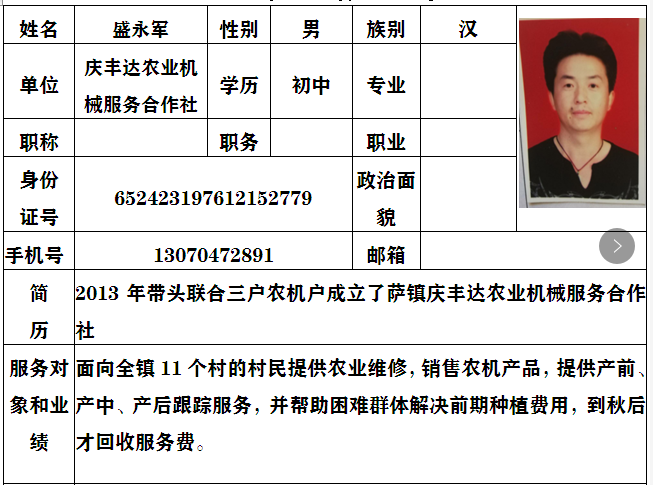 姓名 盛永军 性别 男 族别 汉
单位 庆丰达农业机械服务合作社 学历 初中 专业
职称 职务 职业
身份证号 652423197612152779 政治面貌
手机号 13070472891 邮箱
简历 2013 年带头联合三户农机户成立了萨镇庆丰达农业机械服务合作
社
服务对象和业绩 面向全镇 11 个村的村民提供农业维修，销售农机产品，提供产前、
产中、产后跟踪服务，并帮助困难群体解决前期种植费用，到秋后
才回收服务费。